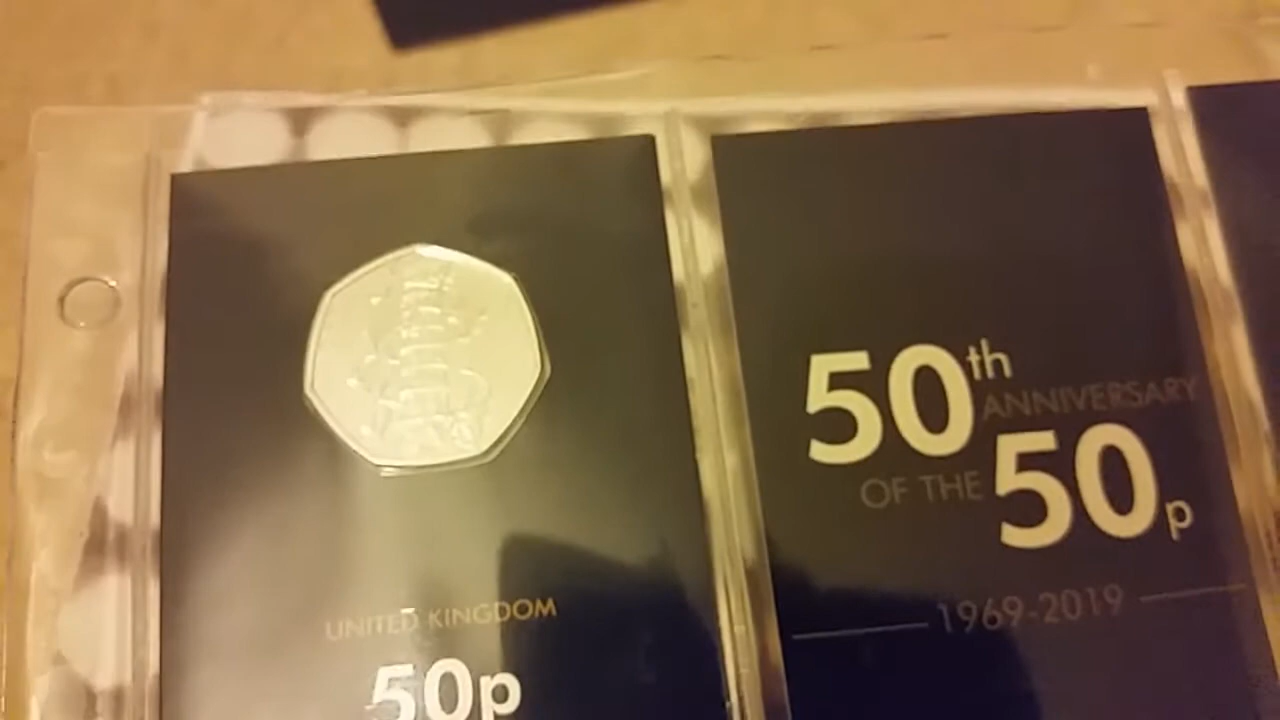 UNITED KINGDOM
50p
50th
ANNIVERSARY
OF THE 50p
1969-2019